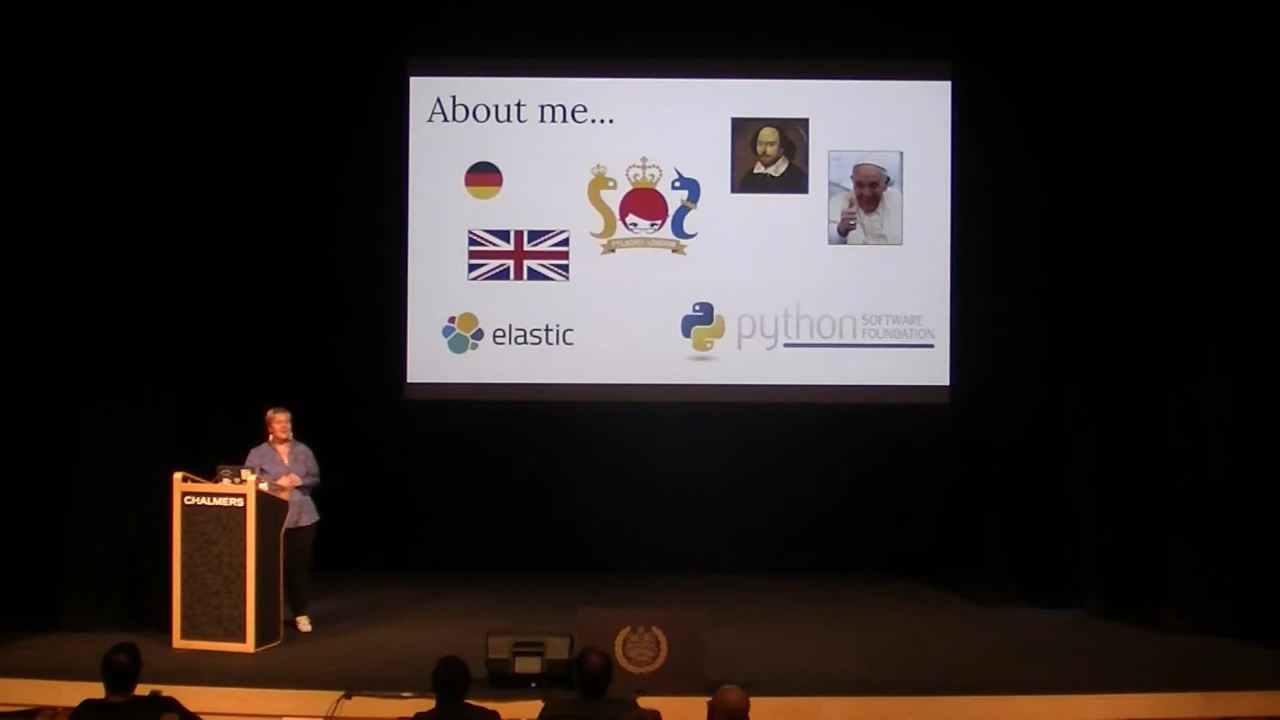 About me...
PYLADIES LONDON
elastic
python
SOFTWARE
FOUNDATION
CHALMERS